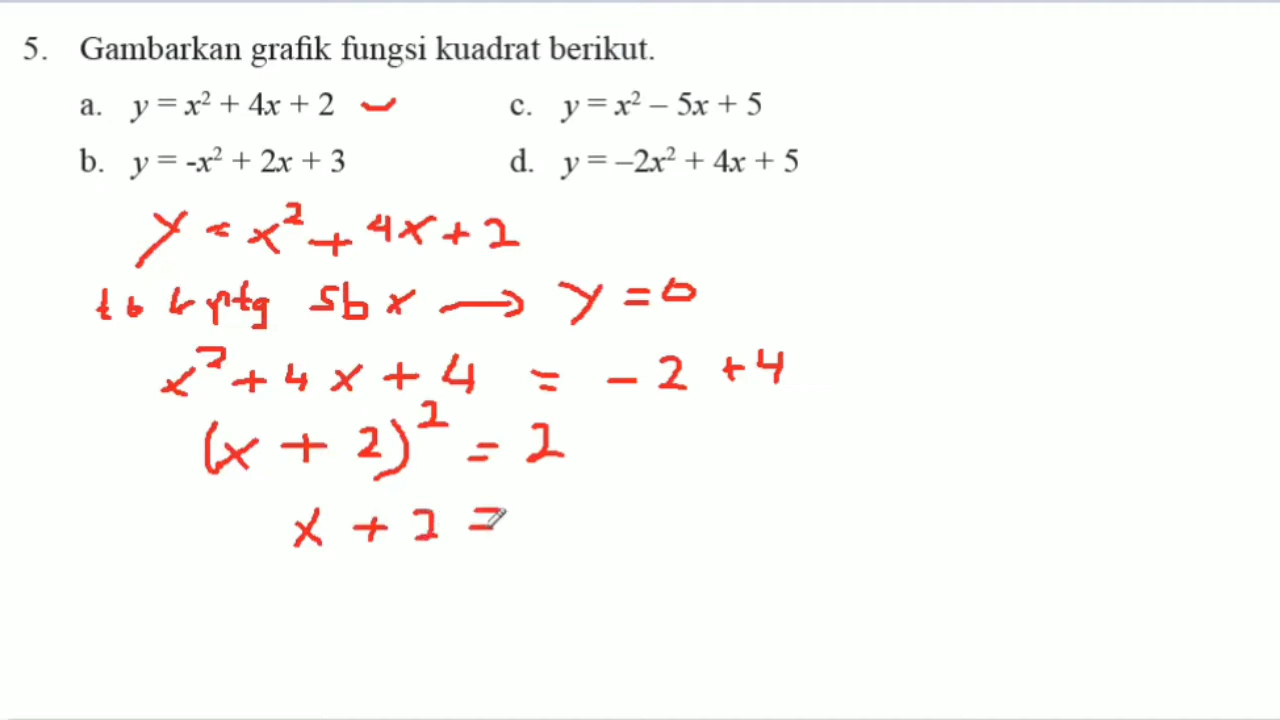 5. Gambarkan grafik fungsi kuadrat berikut.
a. y = x² + 4x + 2 c. y = x² – 5x + 5
b. y = -x² + 2x + 3 d. y = –2x² + 4x + 5
y = x² + 4x + 2
ptg sb x → y = 0
x² + 4x + 4 = -2 + 4
(x + 2)² = 2
x + 2 =